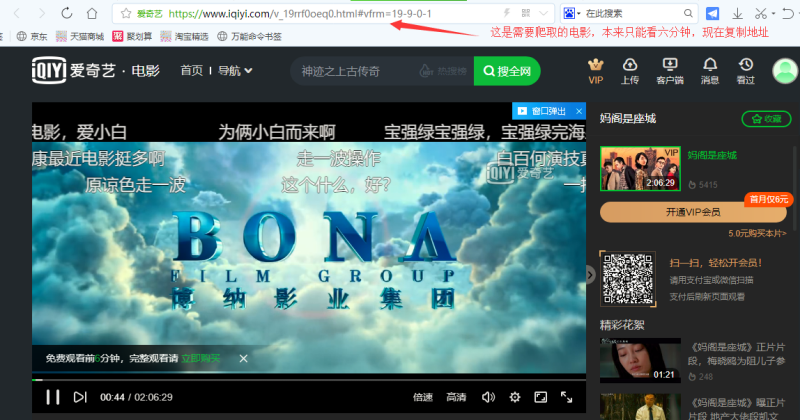 爱奇艺 https://www.iqiyi.com/v_19rrf0oeq0.html#vfrm=19-9-0-1
在此搜索
京东 天猫商城 聚划算 淘宝精选 万能命令书签
这是需要爬取的电影，本来只能看六分钟，现在复制地址
iQIYI 爱奇艺·电影 首页 导航
神迹之上古传奇 热搜榜 搜全网
VIP 上传 客户端 消息 看过
窗口弹出 ×
电影，爱小白 为俩小白而来啊 宝强绿宝强绿，宝强绿完海
康最近电影挺多啊 走一波操作 白百何演技真
iQIYI 爱奇艺
原谅色走一波 这个什么，好？
BONA
FILM GROUP
博纳影业集团
免费观看前6分钟，完整观看请 立即购买 ×
00:44 / 02:06:29 倍速 高清
妈阁是座城 收藏
VIP
妈阁是座城
2:06:29
5415
首月仅6元
开通VIP会员
5.0元购买本片>
扫一扫，轻松开会员！
请用支付宝或微信扫描
支付后刷新页面观看
精彩花絮
《妈阁是座城》正片片
段，梅晓鸥为阻儿子参
01:21
248
《妈阁是座城》曝正片
片段 地产大佬段凯文